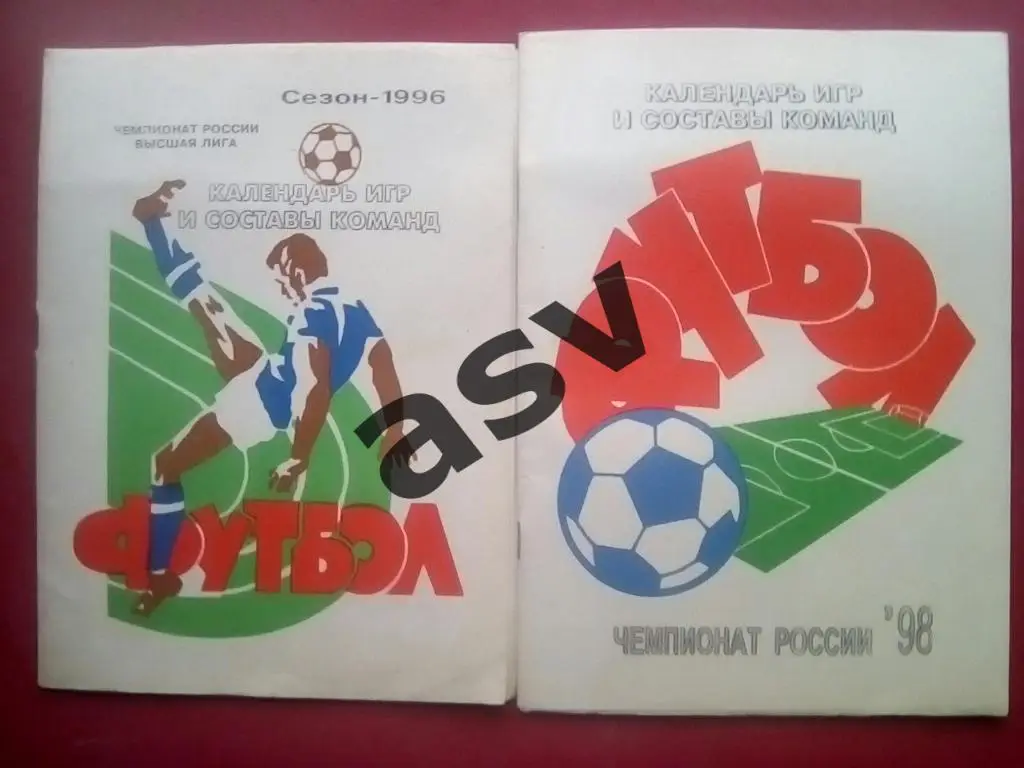 Сезон-1996
ЧЕМПИОНАТ РОССИИ
ВЫСШАЯ ЛИГА
КАЛЕНДАРЬ ИГР
И СОСТАВЫ КОМАНД
ФУТБОЛ
КАЛЕНДАРЬ ИГР
И СОСТАВЫ КОМАНД
ФУТБОЛ
ЧЕМПИОНАТ РОССИИ '98
asv